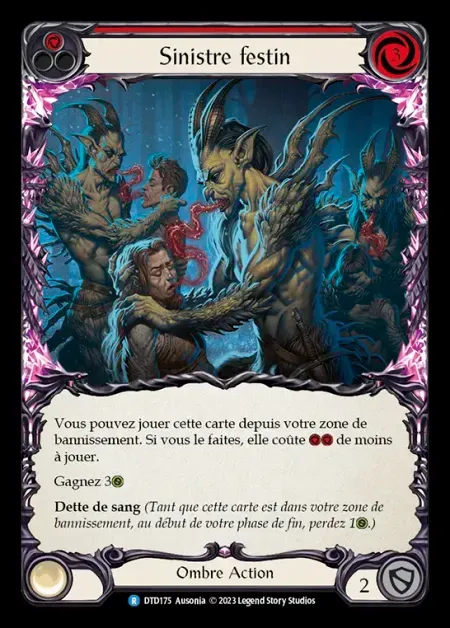 Sinistre festin
3
Vous pouvez jouer cette carte depuis votre zone de
bannissement. Si vous le faites, elle coûte de moins
à jouer.
Gagnez 3
Dette de sang (Tant que cette carte est dans votre zone de
bannissement, au début de votre phase de fin, perdez 1.)
Ombre Action
2
R DTD175 Ausonia © 2023 Legend Story Studios